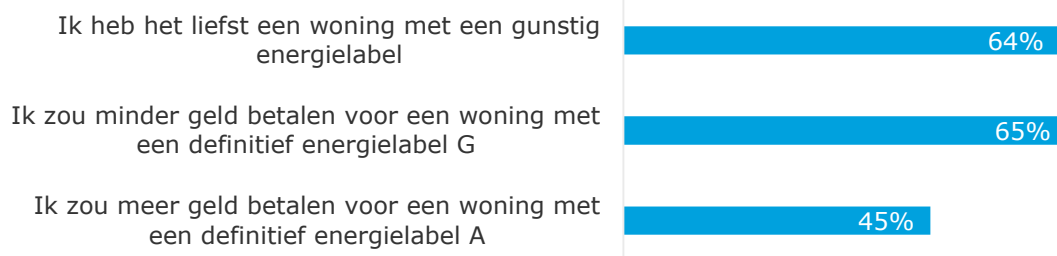 Ik heb het liefst een woning met een gunstig
energielabel
64%
Ik zou minder geld betalen voor een woning met
een definitief energielabel G
65%
Ik zou meer geld betalen voor een woning met
een definitief energielabel A
45%